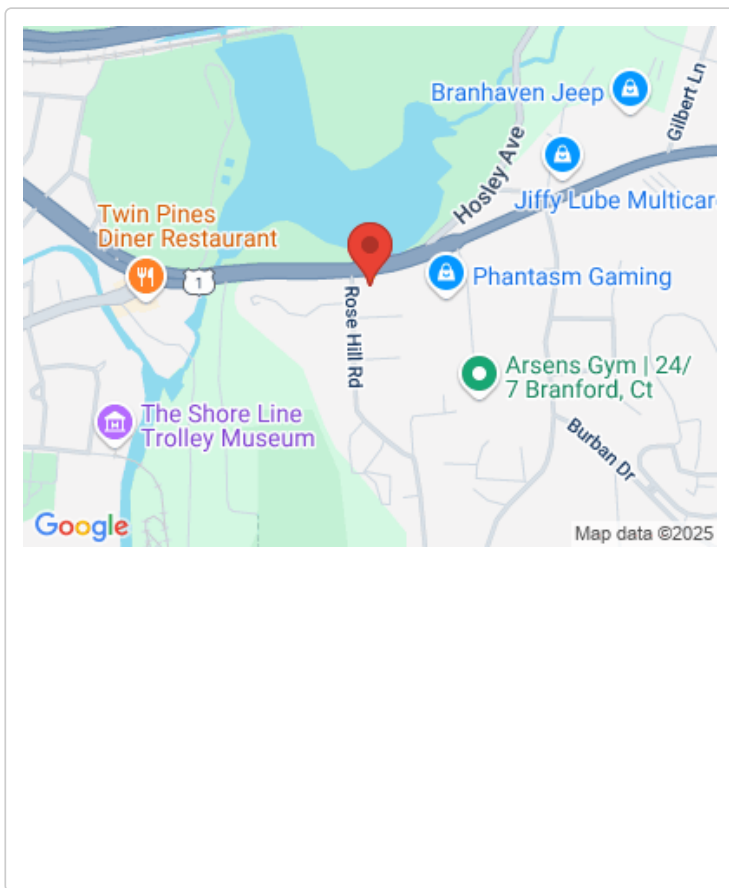 Branhaven Jeep
Gilbert Ln
Hosley Ave
Jiffy Lube Multicar
Twin Pines
Diner Restaurant
1
Phantasm Gaming
Rose Hill Rd
Arsens Gym | 24/
7 Branford, Ct
The Shore Line
Trolley Museum
Burban Dr
Google
Map data ©2025